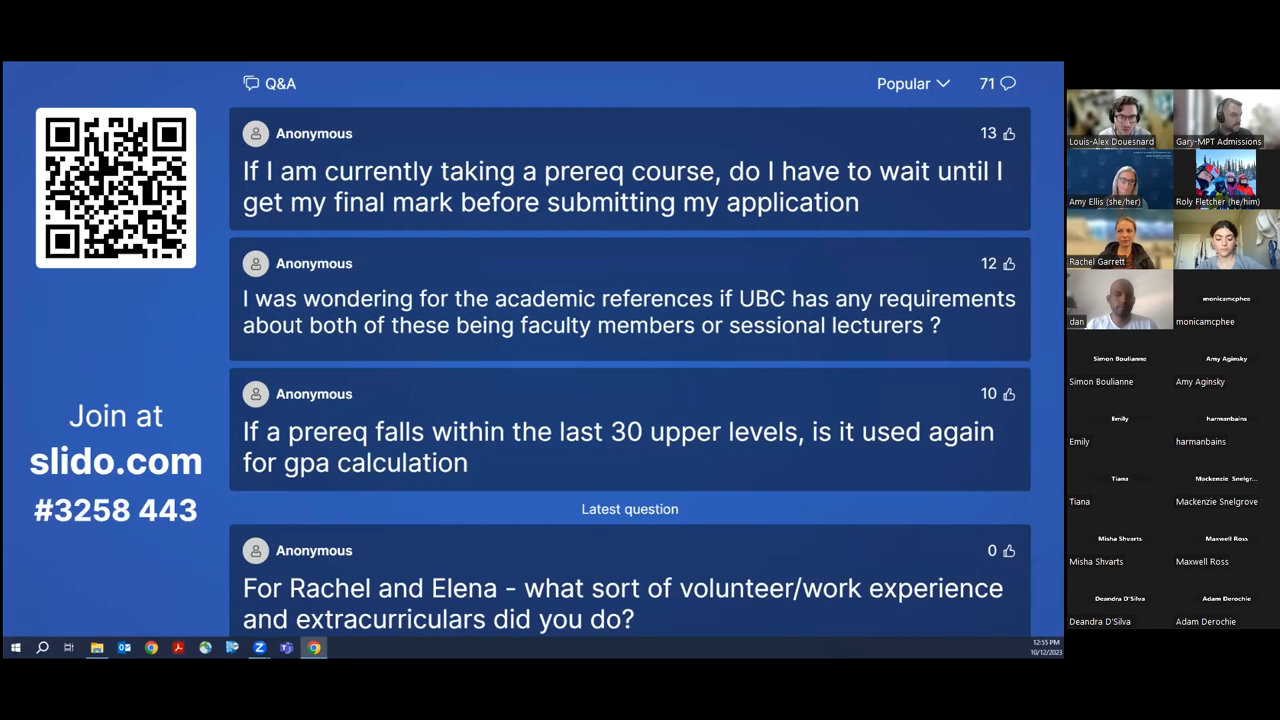 Q&A
Popular
71
Anonymous
13
If I am currently taking a prereq course, do I have to wait until I
get my final mark before submitting my application
Anonymous
12
I was wondering for the academic references if UBC has any requirements
about both of these being faculty members or sessional lecturers ?
Anonymous
10
If a prereq falls within the last 30 upper levels, is it used again
for gpa calculation
Latest question
Anonymous
0
For Rachel and Elena - what sort of volunteer/work experience
and extracurriculars did you do?
Join at
slido.com
#3258 443
12:55 PM
10/12/2023
Louis-Alex Douesnard
Gary-MPT Admissions
Amy Ellis (she/her)
Roly Fletcher (he/him)
Rachel Garrett
dan
monicamcphee
monicamcphee
Simon Boulianne
Amy Aginsky
Simon Boulianne
Amy Aginsky
Emily
harmanbains
Emily
harmanbains
Tiana
Mackenzie Snelgr...
Tiana
Mackenzie Snelgrove
Misha Shvarts
Maxwell Ross
Misha Shvarts
Maxwell Ross
Deandra D'Silva
Adam Derochie
Deandra D'Silva
Adam Derochie